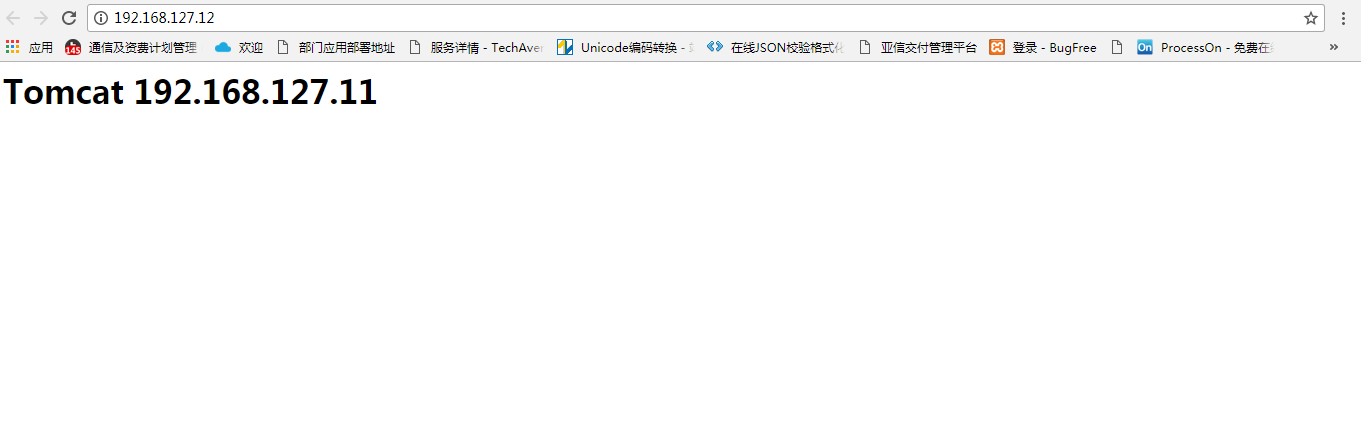 192.168.127.12
应用 145 通信及资费计划管理 欢迎 部门应用部署地址 服务详情 - TechAver Unicode编码转换 - 在线JSON校验格式化 亚信交付管理平台 登录 - BugFree On ProcessOn - 免费在 »
Tomcat 192.168.127.11